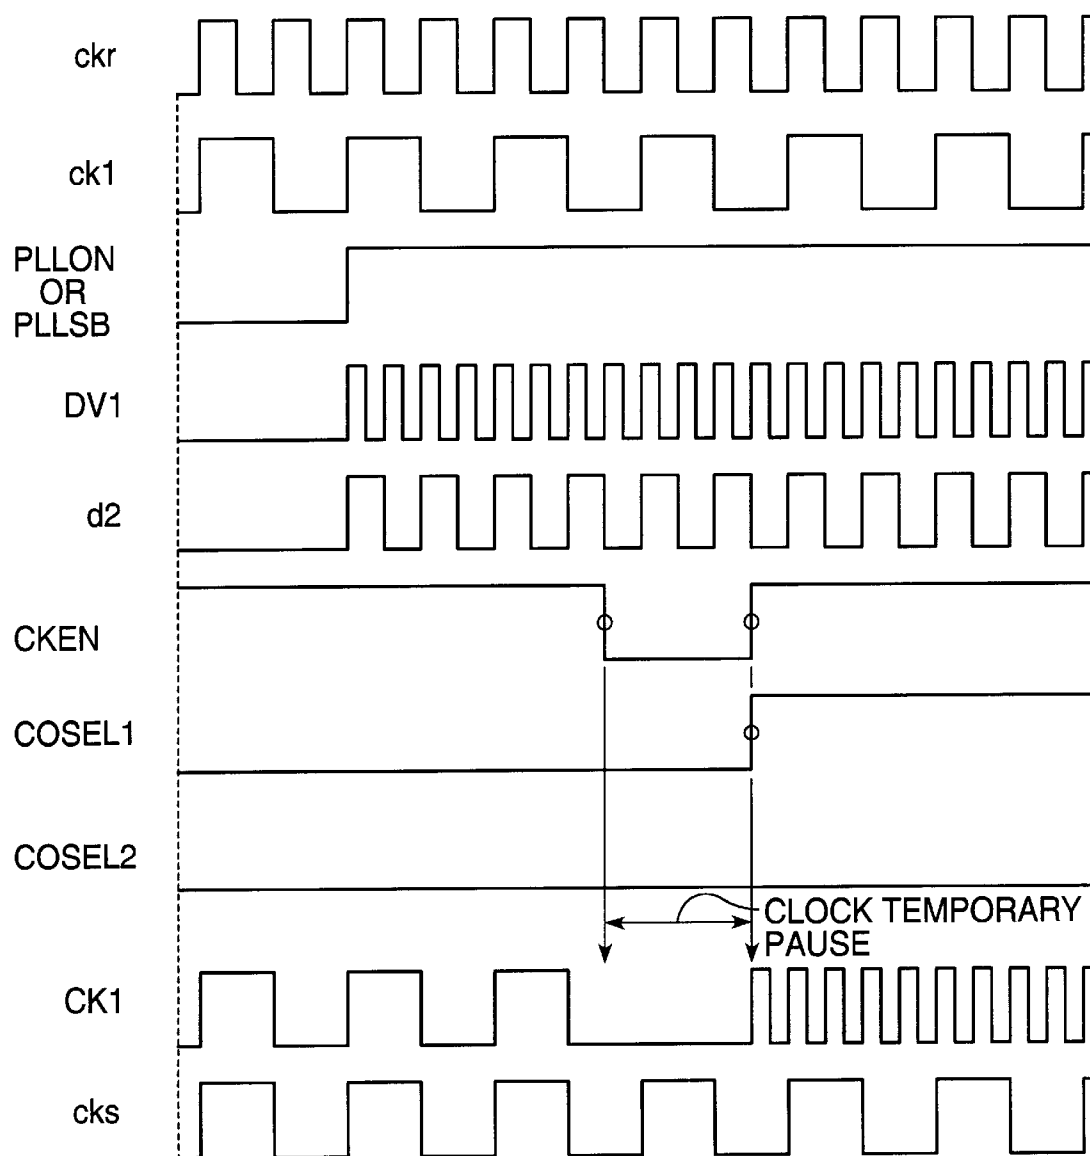 ckr
ck1
PLLON
OR
PLLSB
DV1
d2
CKEN
COSEL1
COSEL2
CLOCK TEMPORARY
PAUSE
CK1
cks